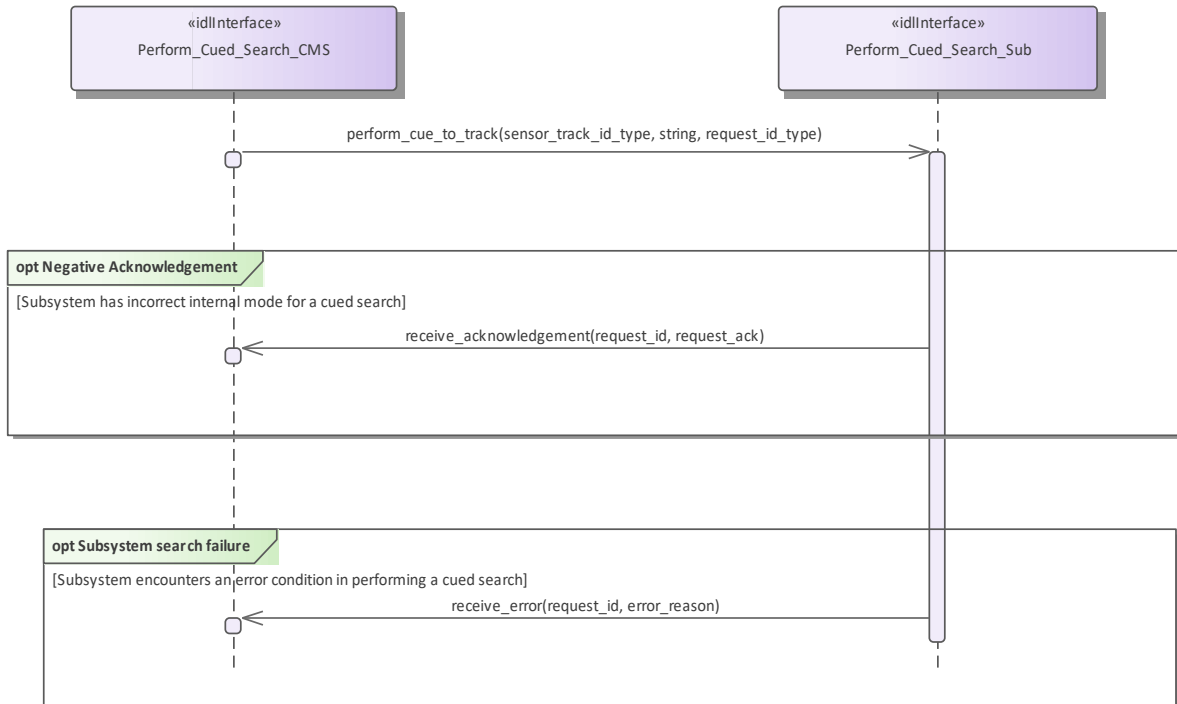 «idlInterface»
Perform_Cued_Search_CMS
«idlInterface»
Perform_Cued_Search_Sub
perform_cue_to_track(sensor_track_id_type, string, request_id_type)
opt Negative Acknowledgement
[Subsystem has incorrect internal mode for a cued search]
receive_acknowledgement(request_id, request_ack)
opt Subsystem search failure
[Subsystem encounters an error condition in performing a cued search]
receive_error(request_id, error_reason)